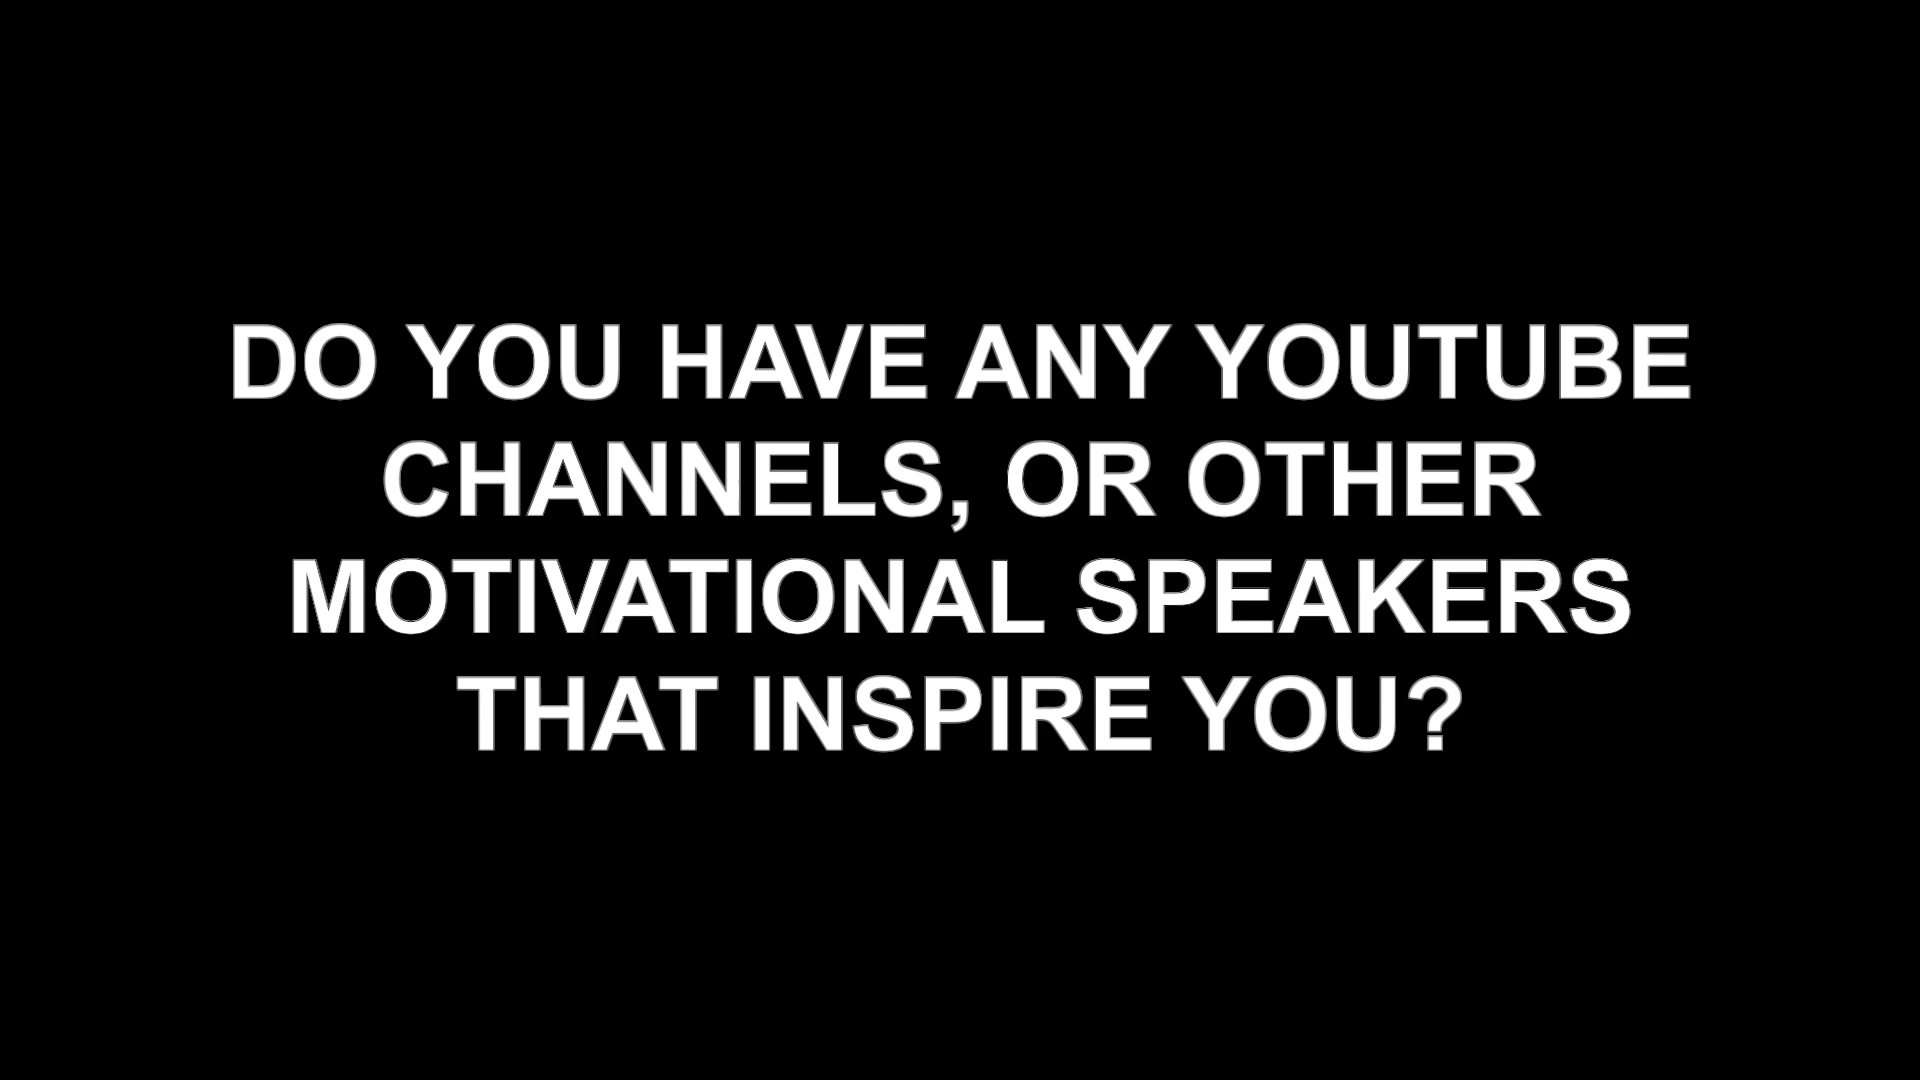 DO YOU HAVE ANY YOUTUBE
CHANNELS, OR OTHER
MOTIVATIONAL SPEAKERS
THAT INSPIRE YOU?